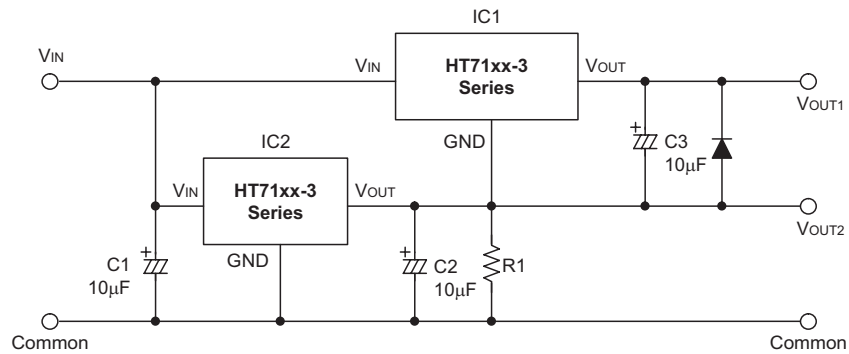 IC1
VIN
VIN
HT71xx-3
Series
VOUT
VOUT1
GND
C3
10μF
IC2
VIN
HT71xx-3
Series
VOUT
VOUT2
GND
C1
10μF
C2
10μF
R1
Common
Common